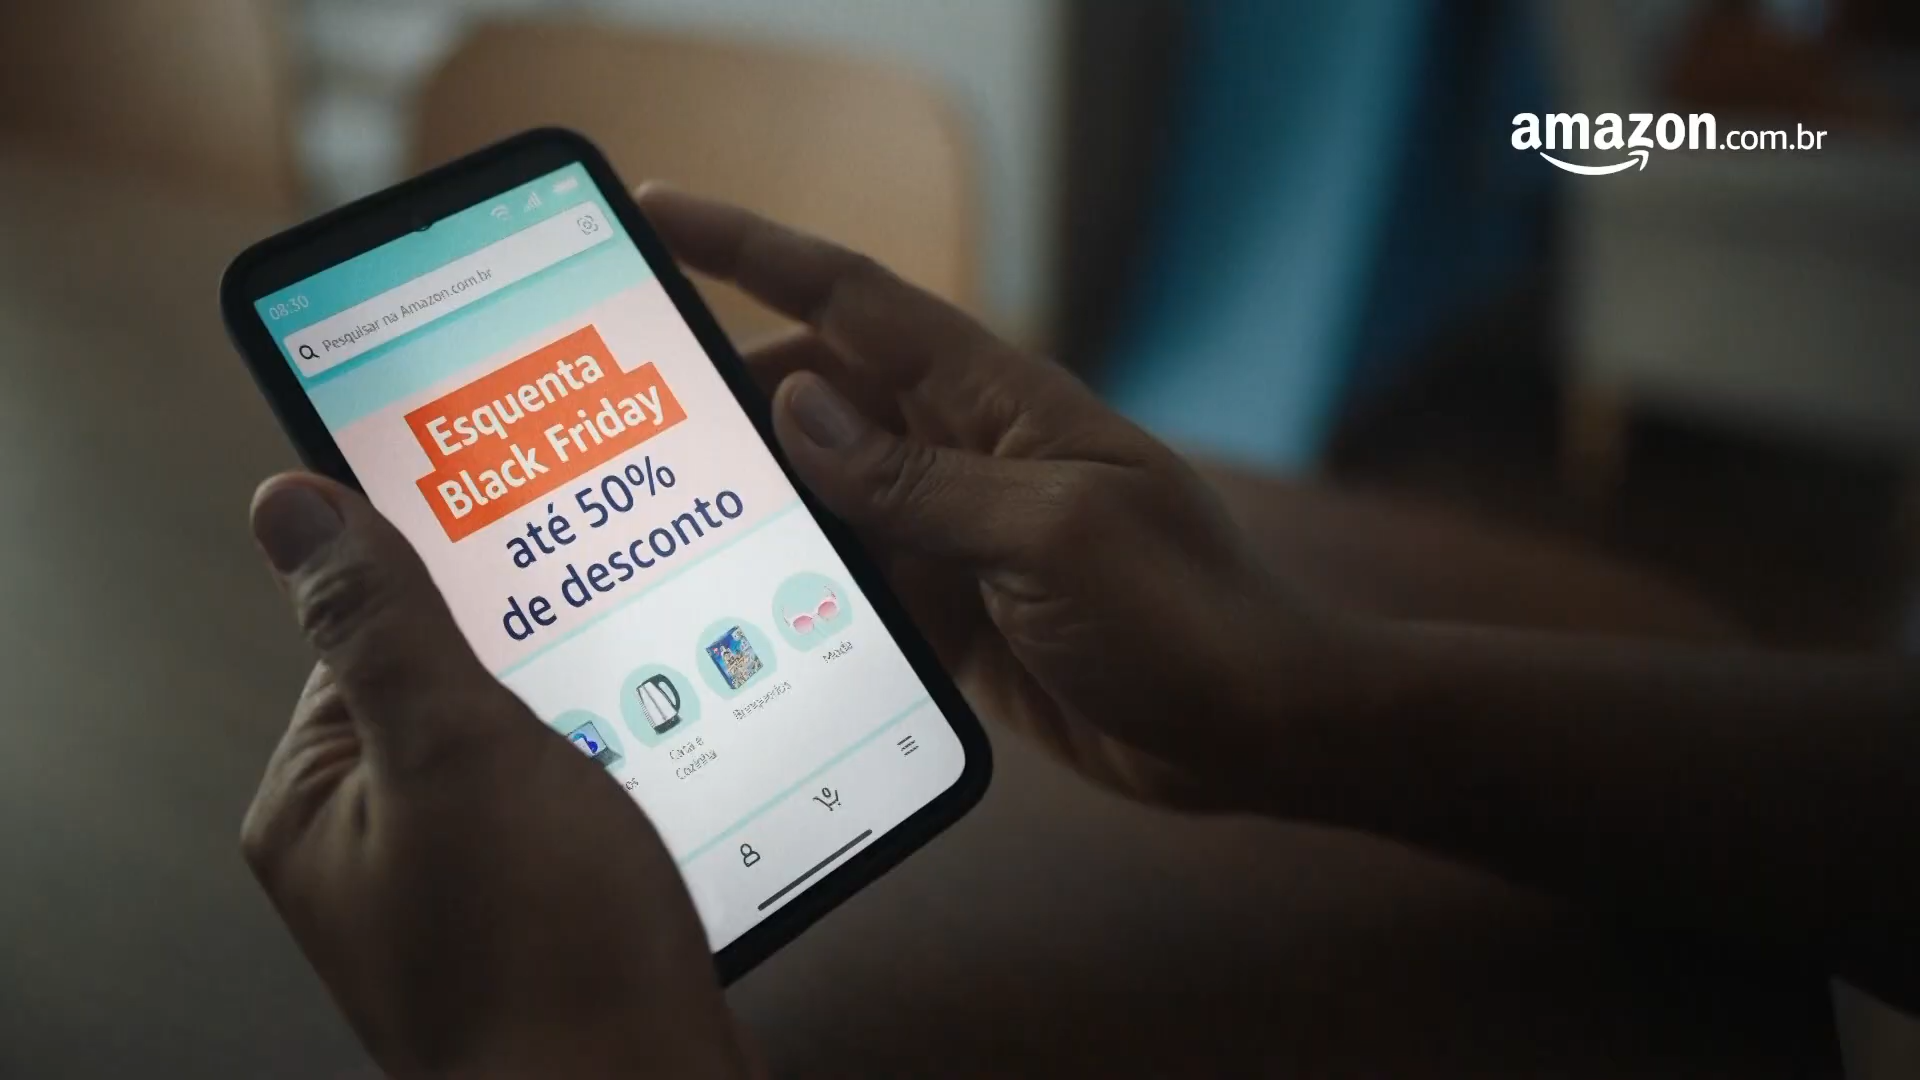 amazon.com.br
08:30
Pesquisar na Amazon.com.br
Esquenta
Black Friday
até 50%
de desconto
Moda
Brinquedos
Casa e
Cozinha
0